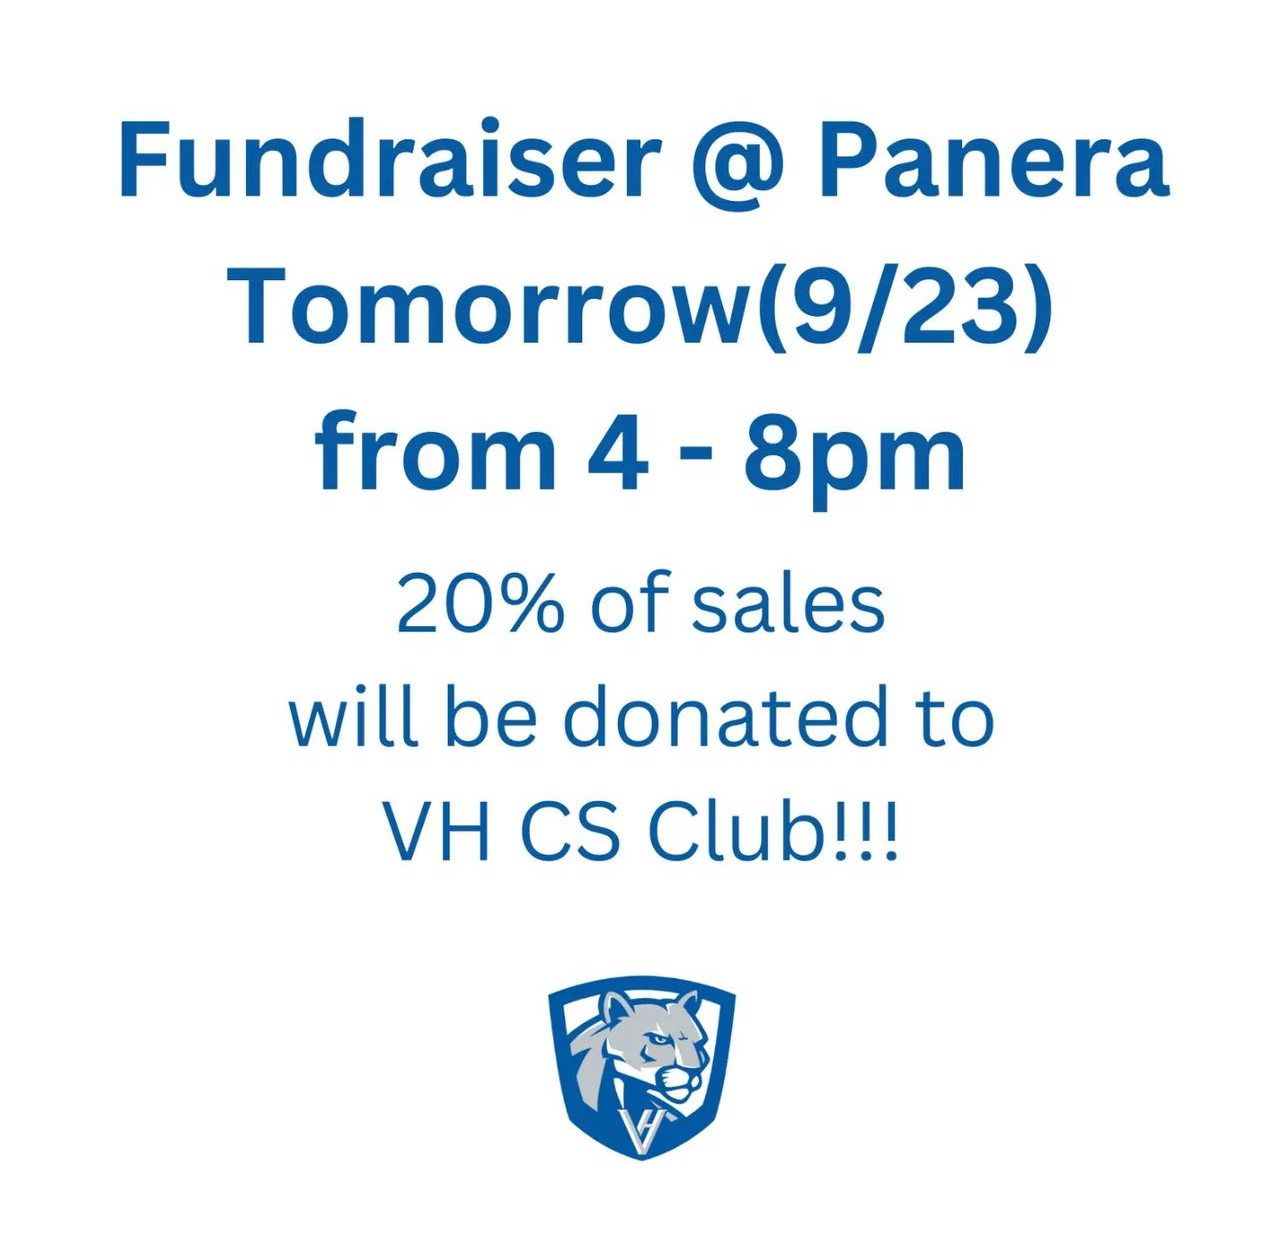 Fundraiser @ Panera
Tomorrow(9/23)
from 4 - 8pm
20% of sales
will be donated to
VH CS Club!!!
VH